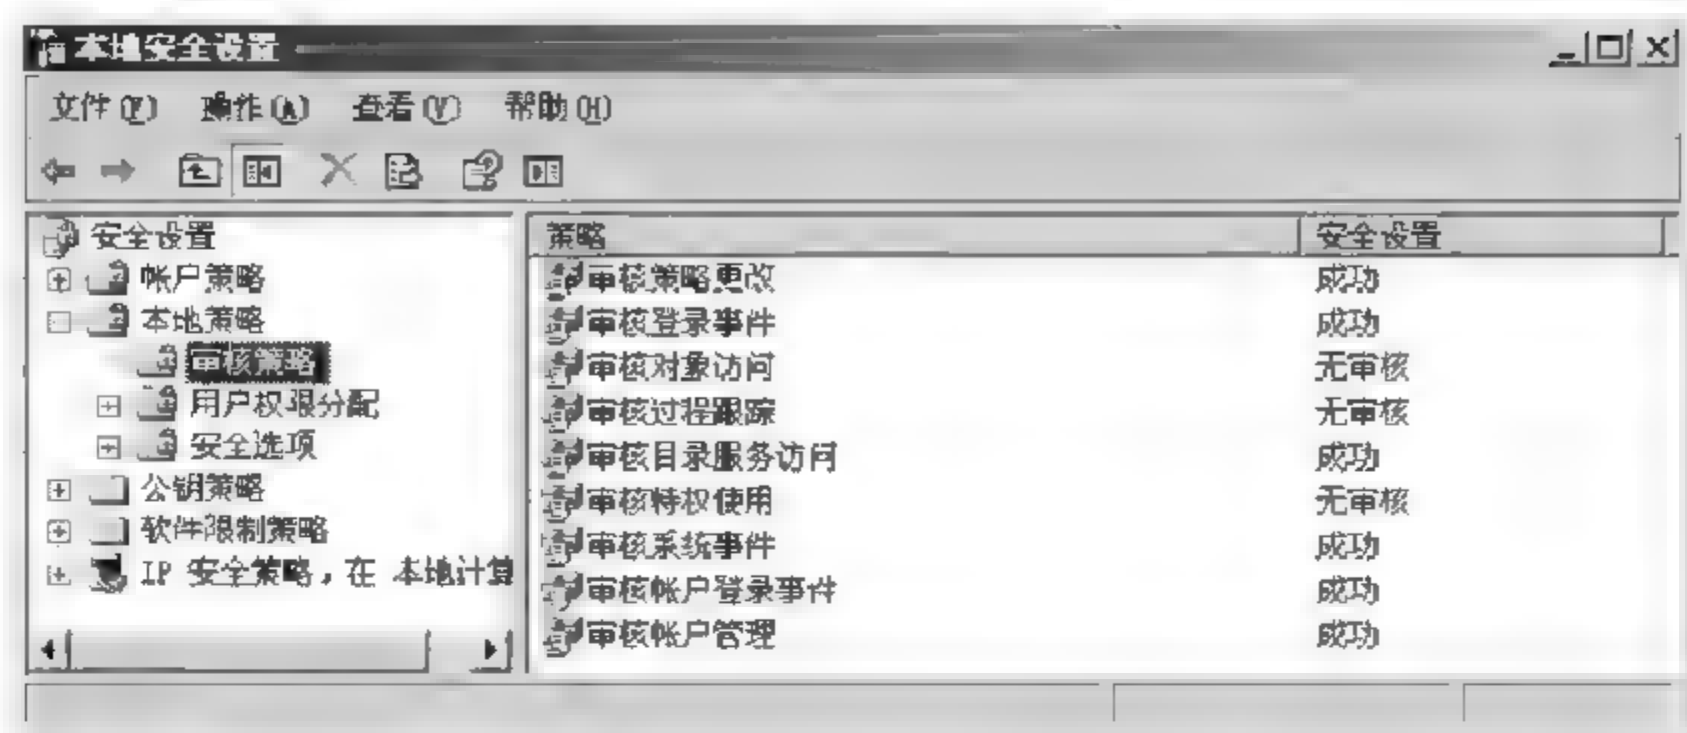 本地安全设置
文件(F) 操作(A) 查看(V) 帮助(H)
安全设置
帐户策略
本地策略
审核策略
用户权限分配
安全选项
公钥策略
软件限制策略
IP 安全策略，在 本地计算
策略 安全设置
审核策略更改 成功
审核登录事件 成功
审核对象访问 无审核
审核过程跟踪 无审核
审核目录服务访问 成功
审核特权使用 无审核
审核系统事件 成功
审核帐户登录事件 成功
审核帐户管理 成功